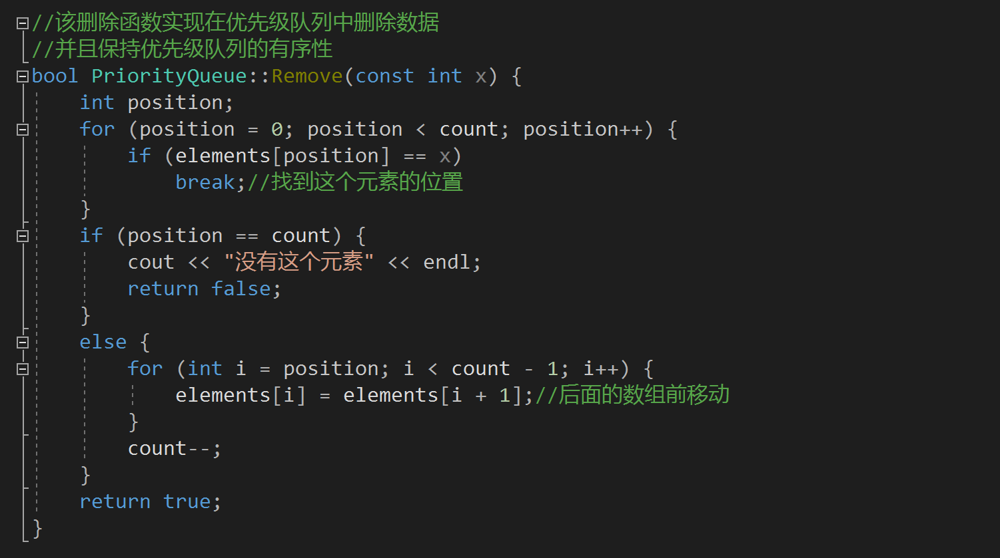 //该删除函数实现在优先级队列中删除数据
//并且保持优先级队列的有序性
bool PriorityQueue::Remove(const int x) {
    int position;
    for (position = 0; position < count; position++) {
        if (elements[position] == x)
            break;//找到这个元素的位置
    }
    if (position == count) {
        cout << "没有这个元素" << endl;
        return false;
    }
    else {
        for (int i = position; i < count - 1; i++) {
            elements[i] = elements[i + 1];//后面的数组前移动
        }
        count--;
    }
    return true;
}